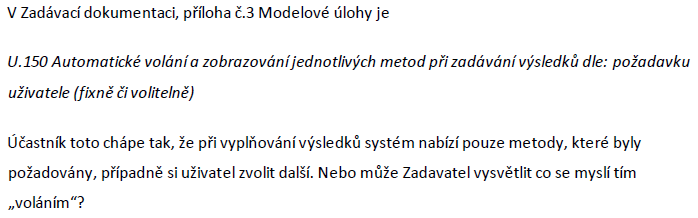 V Zadávací dokumentaci, příloha č.3 Modelové úlohy je
U.150 Automatické volání a zobrazování jednotlivých metod při zadávání výsledků dle: požadavku
uživatele (fixně či volitelně)
Účastník toto chápe tak, že při vyplňování výsledků systém nabízí pouze metody, které byly
požadovány, případně si uživatel zvolit další. Nebo může Zadavatel vysvětlit co se myslí tím
„voláním“?